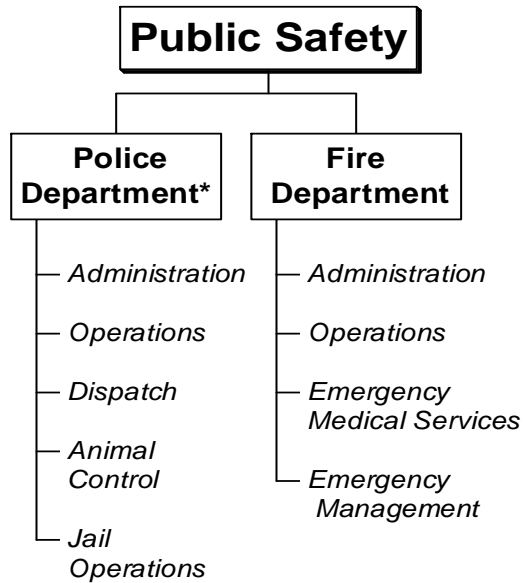 Public Safety
Police
Department*
Administration
Operations
Dispatch
Animal
Control
Jail
Operations
Fire
Department
Administration
Operations
Emergency
Medical Services
Emergency
Management